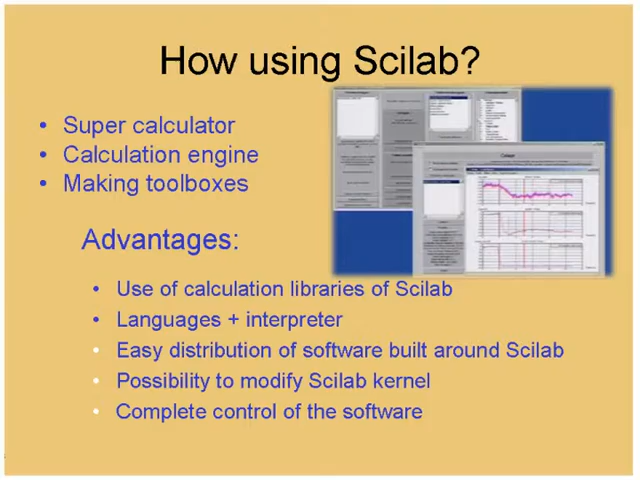 How using Scilab?
• Super calculator
• Calculation engine
• Making toolboxes
Advantages:
• Use of calculation libraries of Scilab
• Languages + interpreter
• Easy distribution of software built around Scilab
• Possibility to modify Scilab kernel
• Complete control of the software